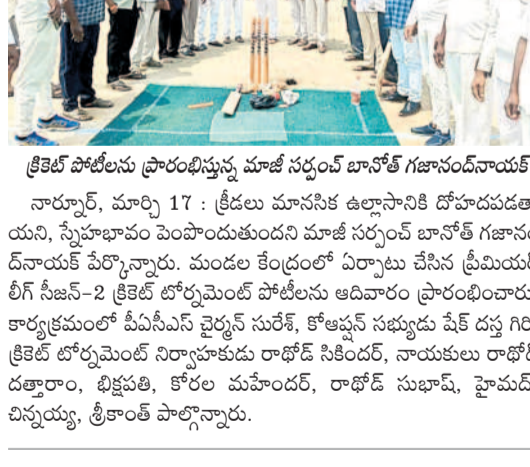 క్రికెట్ పోటీలను ప్రారంభిస్తున్న మాజీ సర్పంచ్ బానోత్ గజానంద్‌నాయక్
నార్నూర్, మార్చి 17 : క్రీడలు మానసిక ఉల్లాసానికి దోహదపడత
యని, స్నేహభావం పెంపొందుతుందని మాజీ సర్పంచ్ బానోత్ గజానం
ద్‌నాయక్ పేర్కొన్నారు. మండల కేంద్రంలో ఏర్పాటు చేసిన ప్రీమియర్
లీగ్ సీజన్-2 క్రికెట్ టోర్నమెంట్ పోటీలను ఆదివారం ప్రారంభించారు
కార్యక్రమంలో పీఏసీఎస్ చైర్మన్ సురేశ్, కోఆప్షన్ సభ్యుడు షేక్ దస్త గిరి
క్రికెట్ టోర్నమెంట్ నిర్వాహకుడు రాథోడ్ సికిందర్, నాయకులు రాథోడ్
దత్తారాం, భిక్షపతి, కోరల మహేందర్, రాథోడ్ సుభాష్, హైమద్
చిన్నయ్య, శ్రీకాంత్ పాల్గొన్నారు.